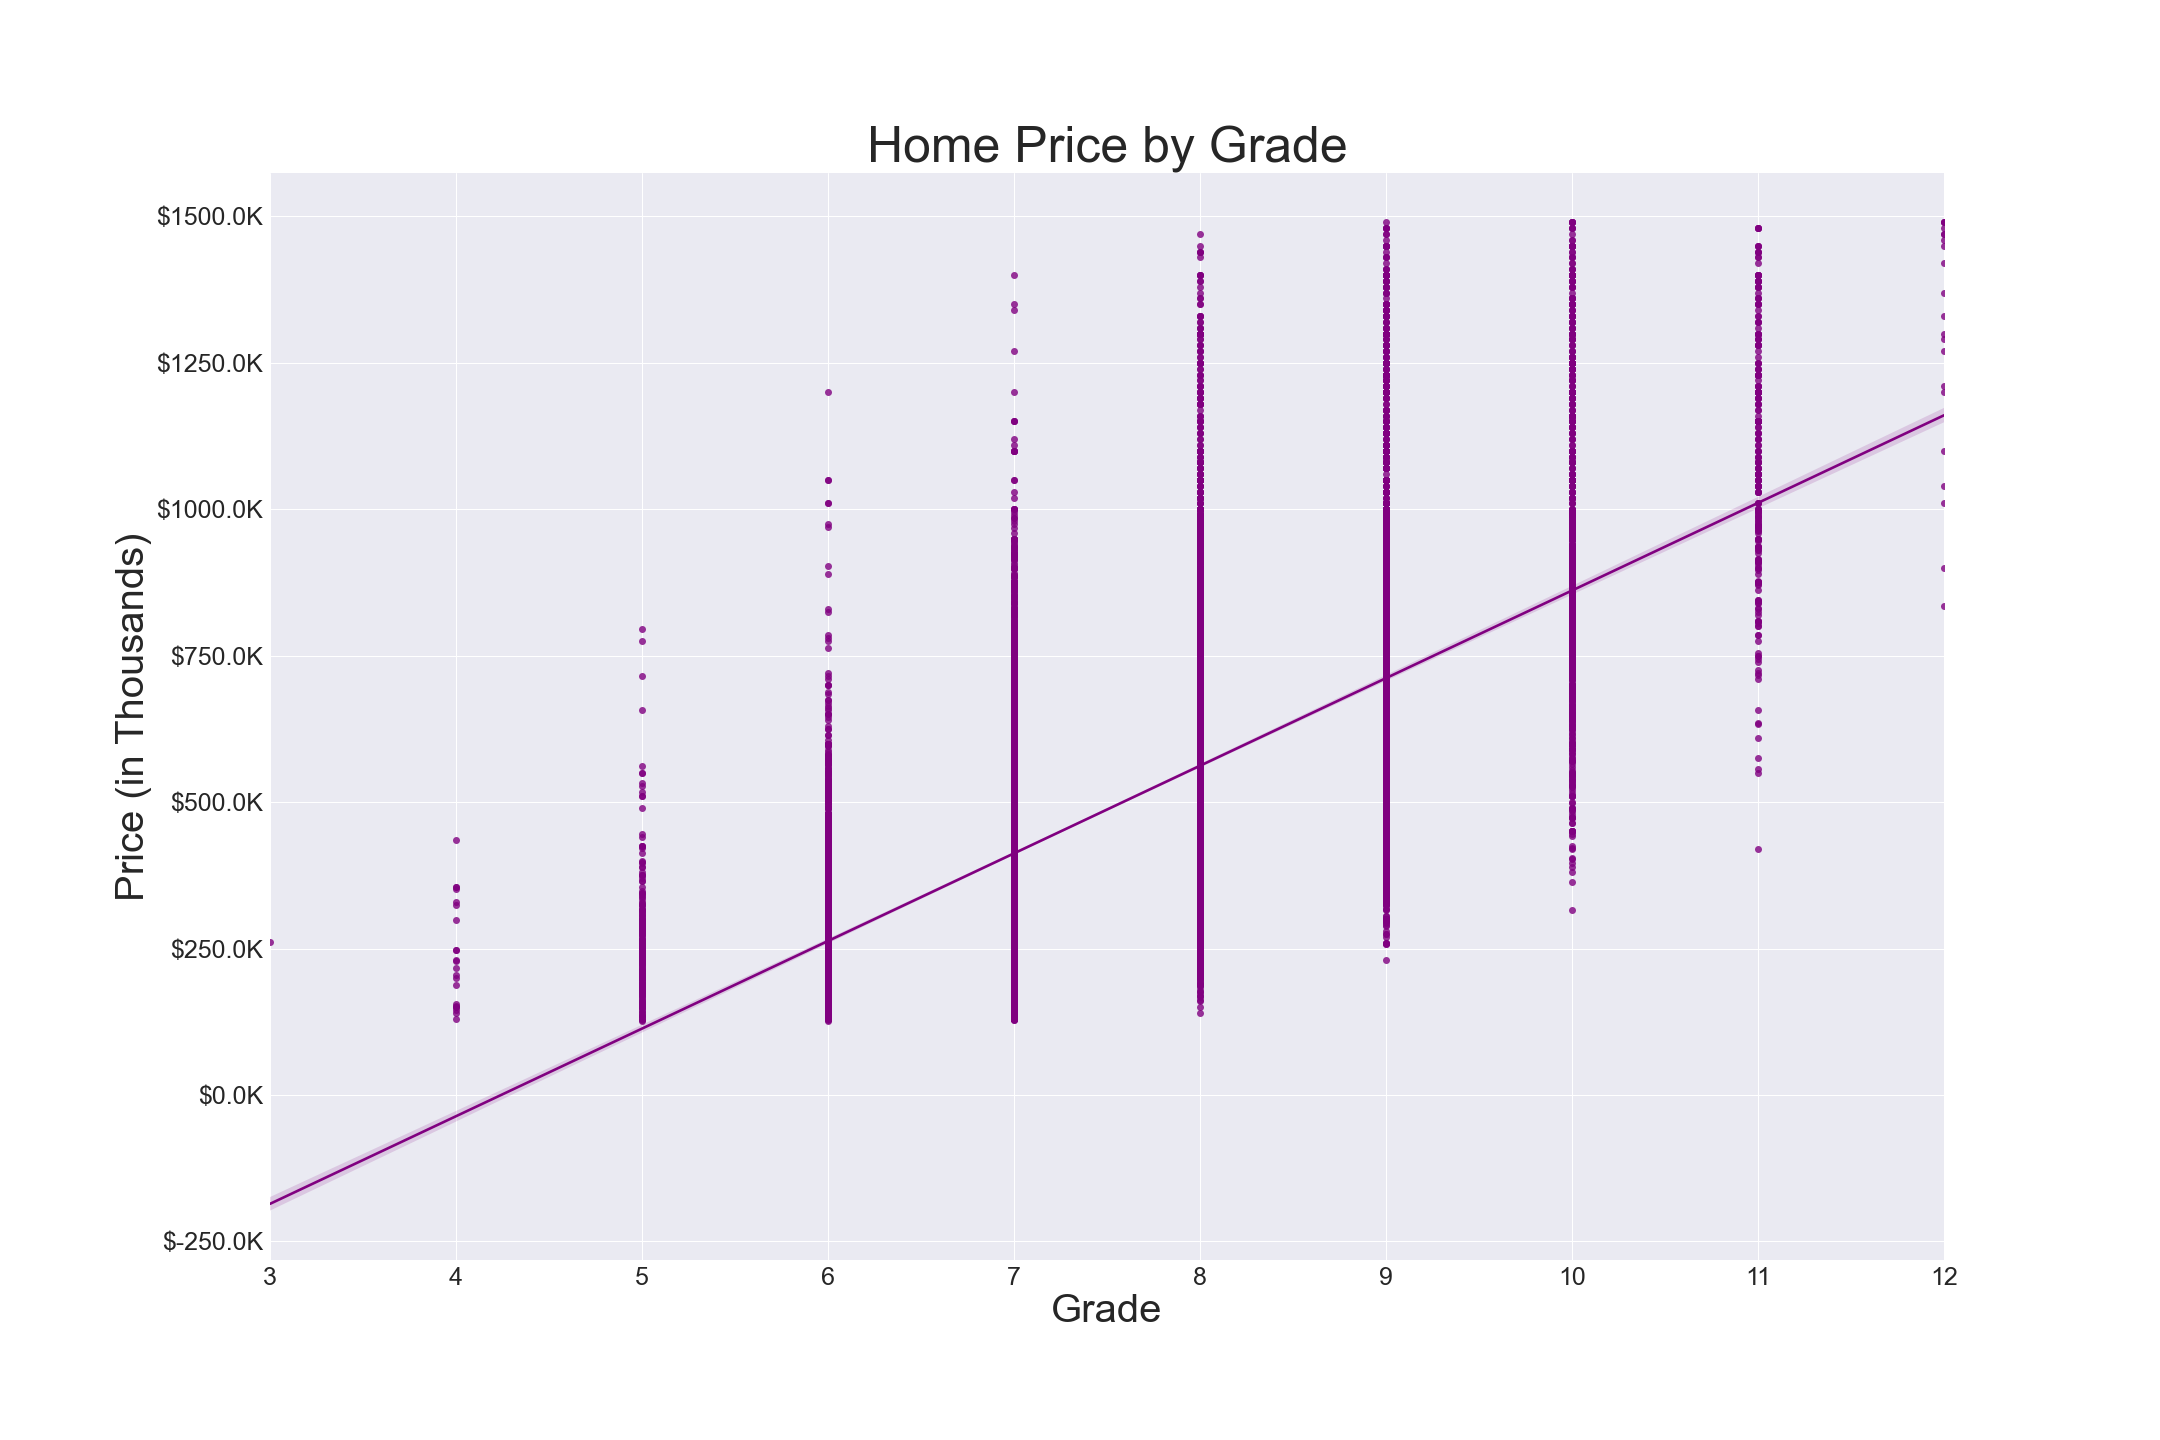 Home Price by Grade
$1500.0K
$1250.0K
$1000.0K
$750.0K
$500.0K
$250.0K
$0.0K
$-250.0K
Price (in Thousands)
3 4 5 6 7 8 9 10 11 12
Grade